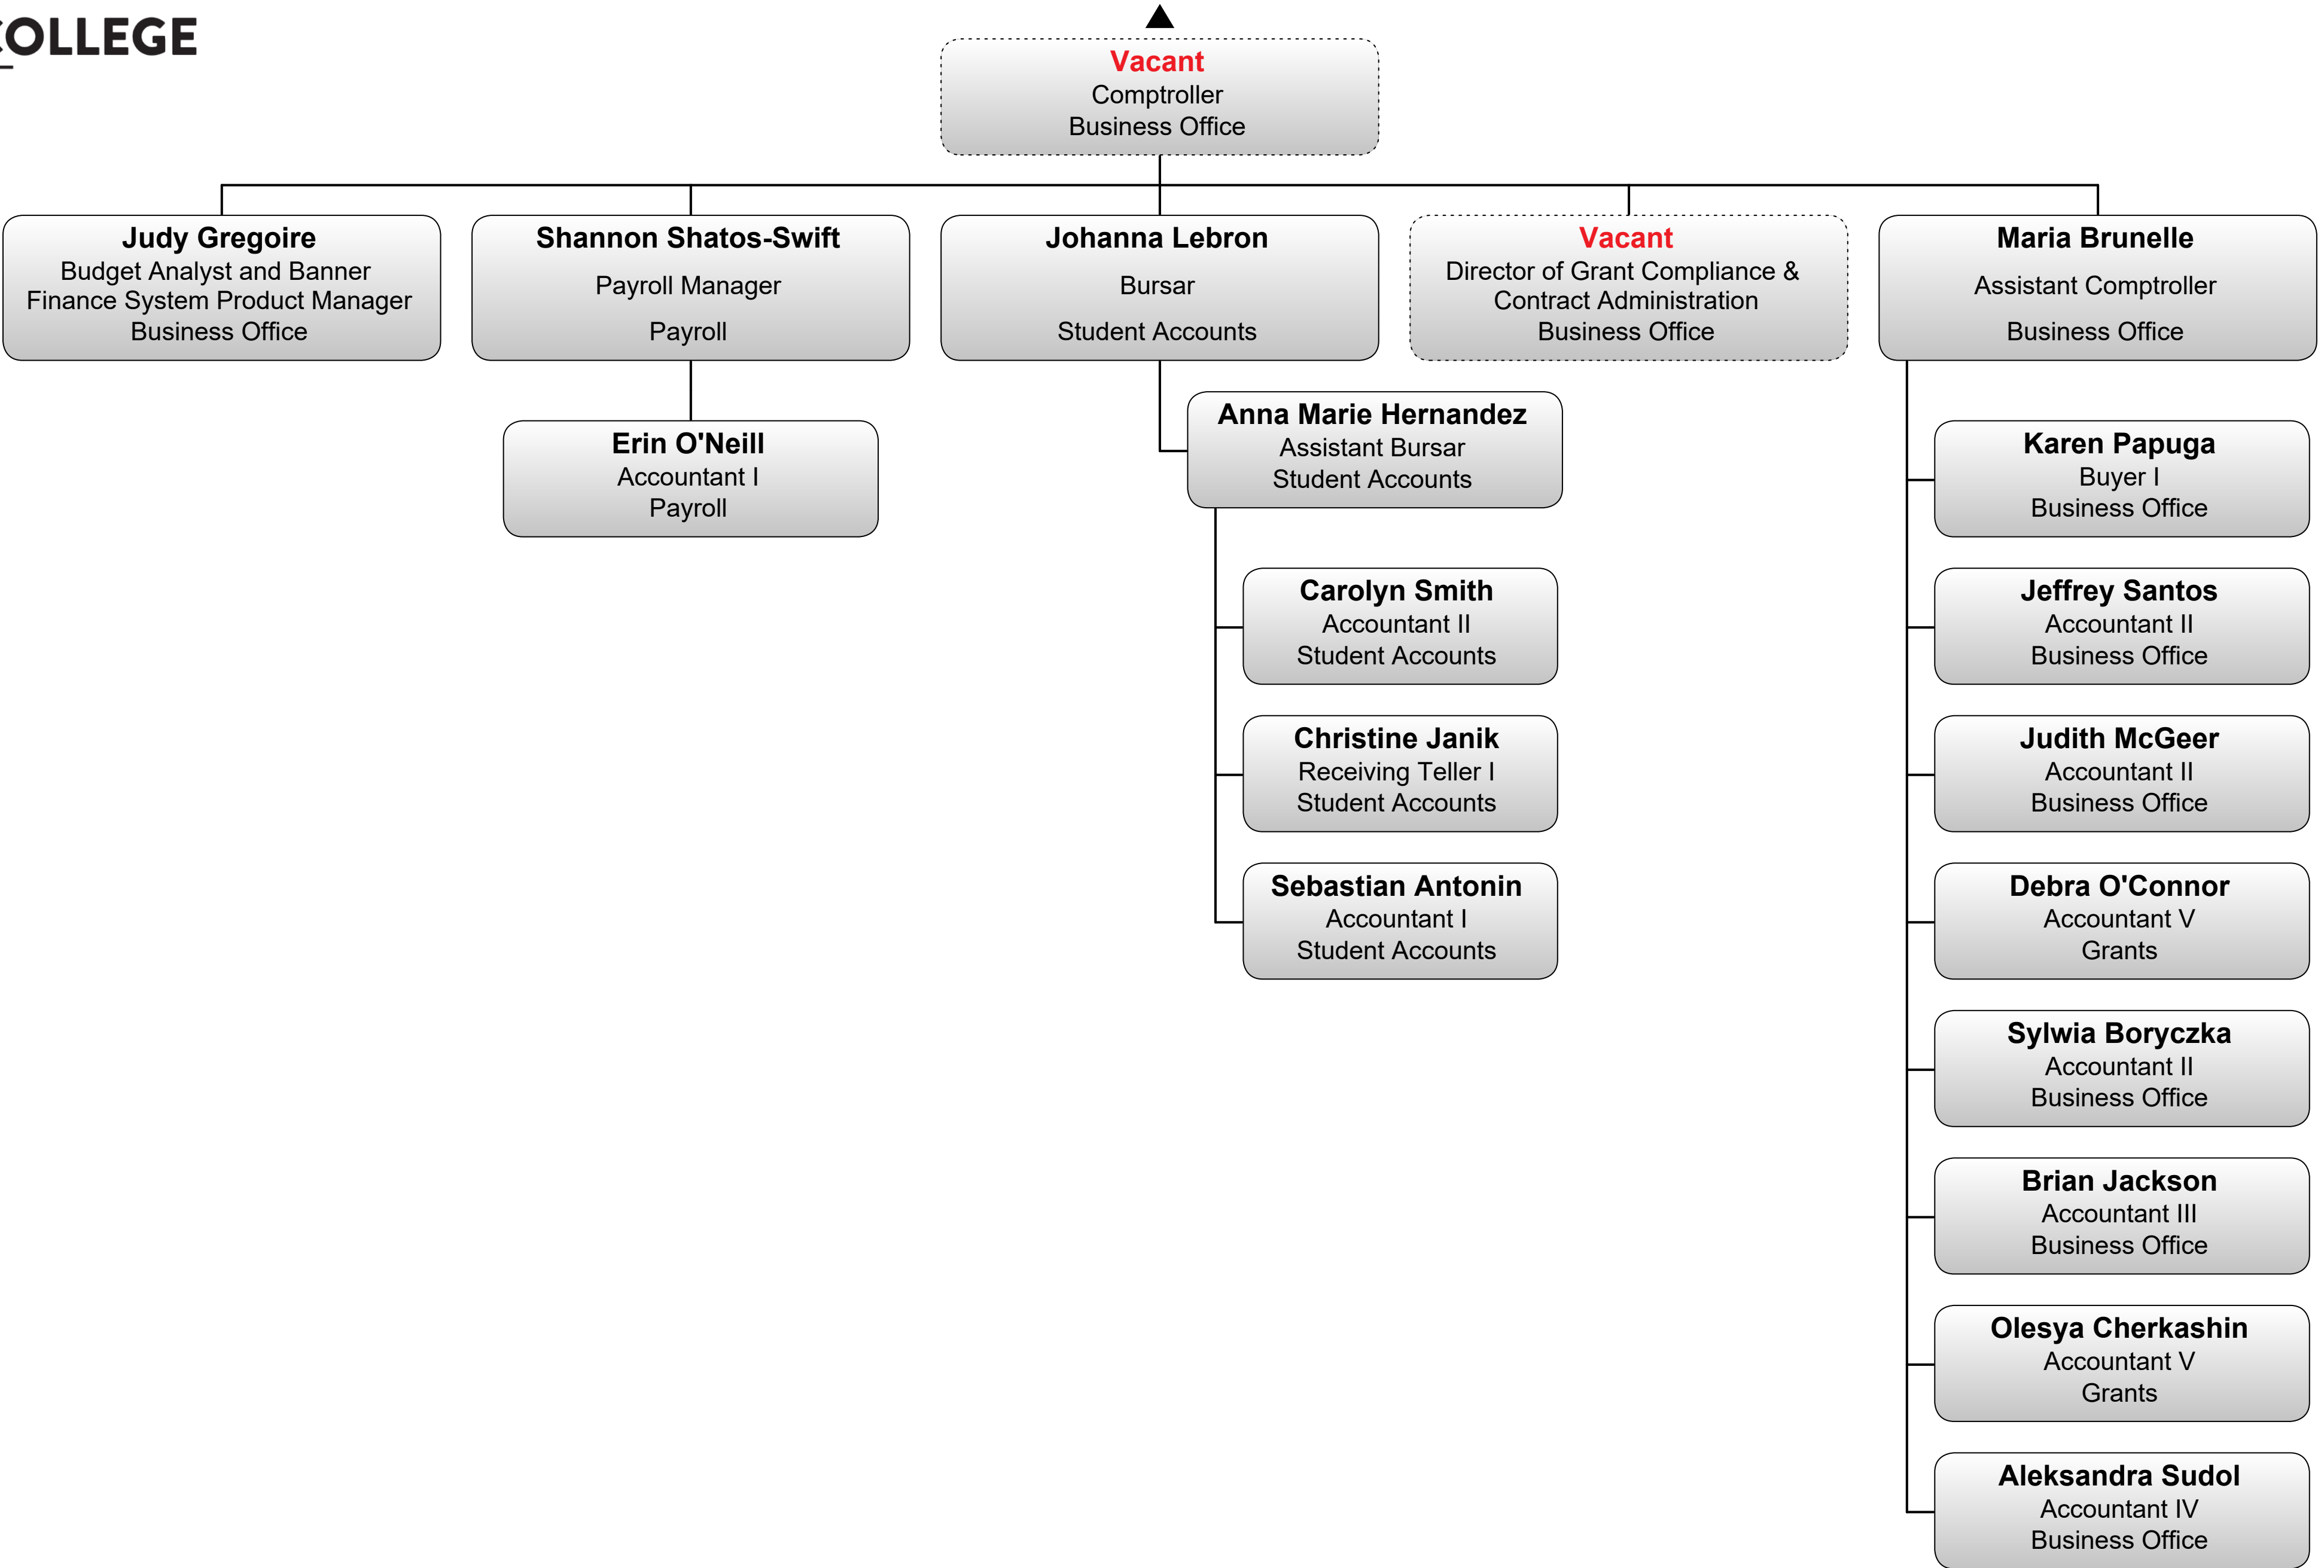 COLLEGE
Vacant
Comptroller
Business Office
Judy Gregoire
Budget Analyst and Banner
Finance System Product Manager
Business Office
Shannon Shatos-Swift
Payroll Manager
Payroll
Johanna Lebron
Bursar
Student Accounts
Vacant
Director of Grant Compliance &
Contract Administration
Business Office
Maria Brunelle
Assistant Comptroller
Business Office
Erin O'Neill
Accountant I
Payroll
Anna Marie Hernandez
Assistant Bursar
Student Accounts
Carolyn Smith
Accountant II
Student Accounts
Christine Janik
Receiving Teller I
Student Accounts
Sebastian Antonin
Accountant I
Student Accounts
Karen Papuga
Buyer I
Business Office
Jeffrey Santos
Accountant II
Business Office
Judith McGeer
Accountant II
Business Office
Debra O'Connor
Accountant V
Grants
Sylwia Boryczka
Accountant II
Business Office
Brian Jackson
Accountant III
Business Office
Olesya Cherkashin
Accountant V
Grants
Aleksandra Sudol
Accountant IV
Business Office